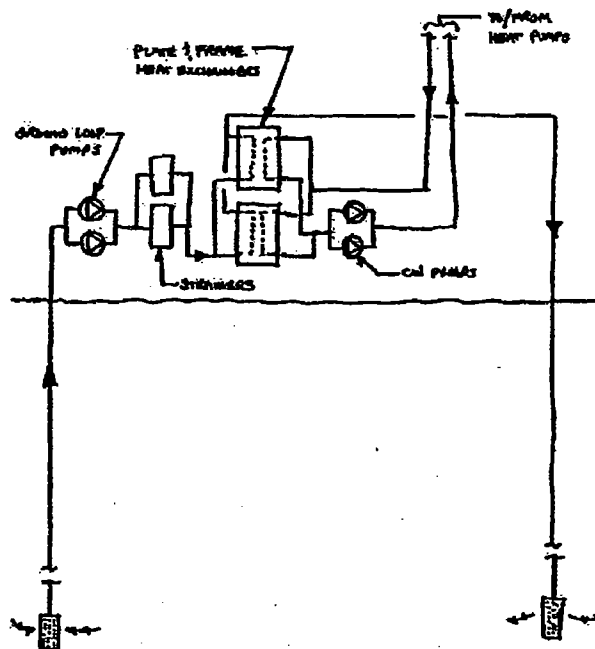 TO/FROM
HEAT PUMPS
PLATE & FRAME
HEAT EXCHANGERS
GROUND LOOP
PUMPS
STRAINERS
CW PUMPS